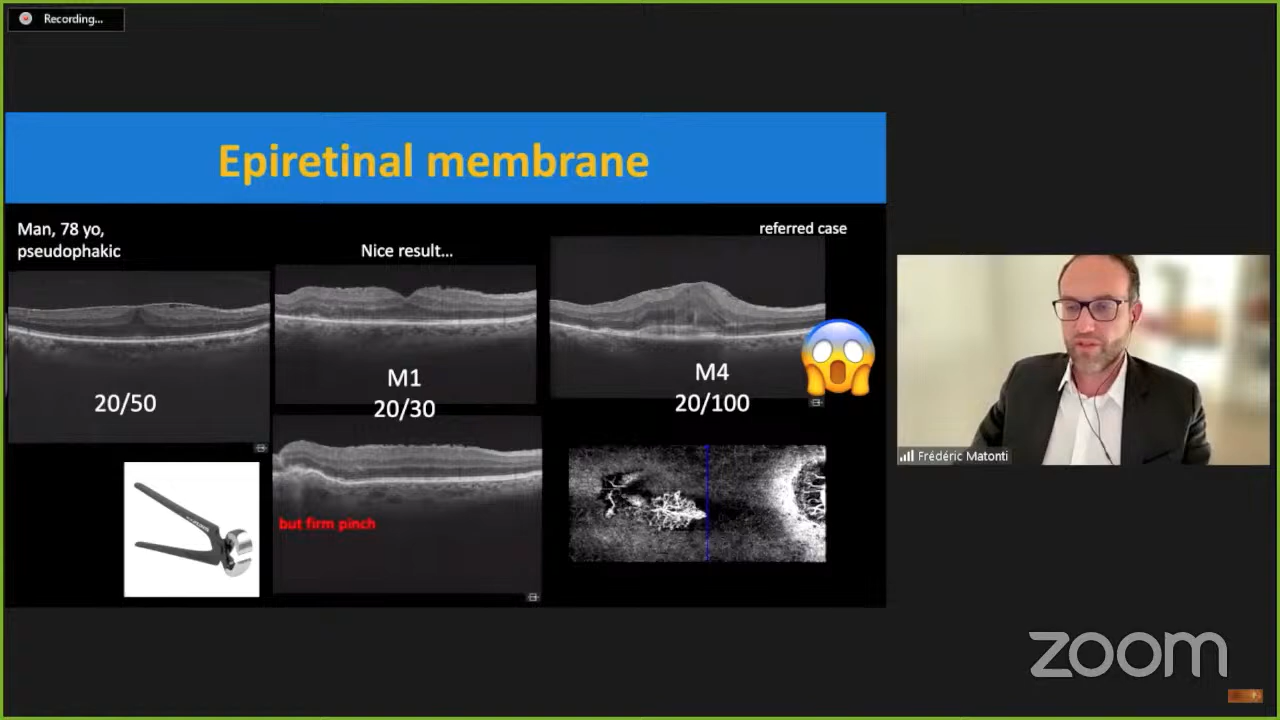 Recording...
Epiretinal membrane
Man, 78 yo,
pseudophakic
Nice result...
referred case
20/50
M1
20/30
M4
20/100
but firm pinch
Frédéric Matonti
zoom